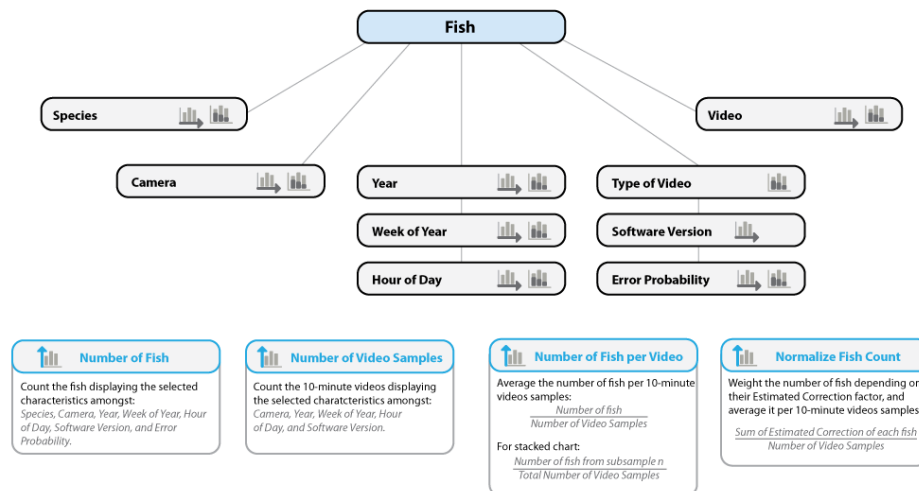 Fish
Species
Video
Camera
Year
Type of Video
Week of Year
Software Version
Hour of Day
Error Probability
Number of Fish
Count the fish displaying the selected
characteristics amongst:
Species, Camera, Year, Week of Year, Hour
of Day, Software Version, and Error
Probability.
Number of Video Samples
Count the 10-minute videos displaying
the selected charatcteristics amongst:
Camera, Year, Week of Year, Hour
of Day, and Software Version.
Number of Fish per Video
Average the number of fish per 10-minute
videos samples:
Number of fish
Number of Video Samples
For stacked chart:
Number of fish from subsample n
Total Number of Video Samples
Normalize Fish Count
Weight the number of fish depending on
their Estimated Correction factor, and
average it per 10-minute videos samples
Sum of Estimated Correction of each fish
Number of Video Samples